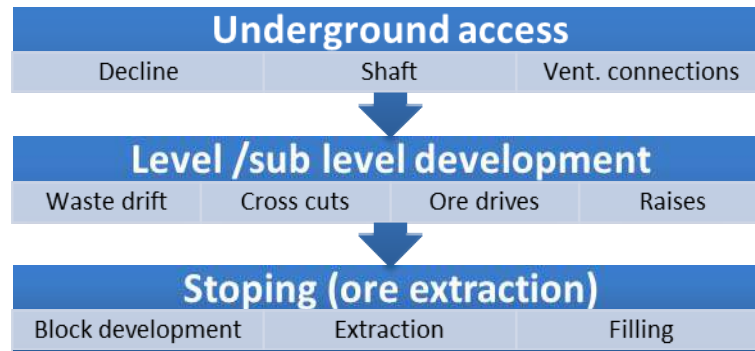 Underground access
Decline Shaft Vent. connections
Level /sub level development
Waste drift Cross cuts Ore drives Raises
Stoping (ore extraction)
Block development Extraction Filling